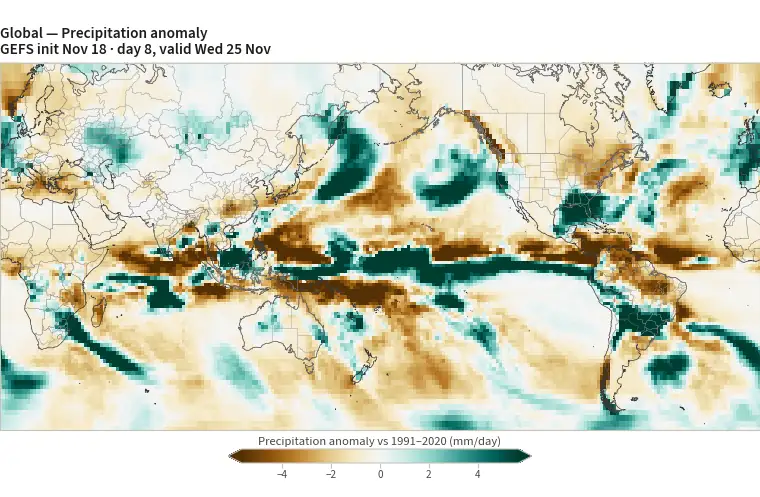 Global — Precipitation anomaly
GEFS init Nov 18 · day 8, valid Wed 25 Nov
Precipitation anomaly vs 1991–2020 (mm/day)
−4 −2 0 2 4